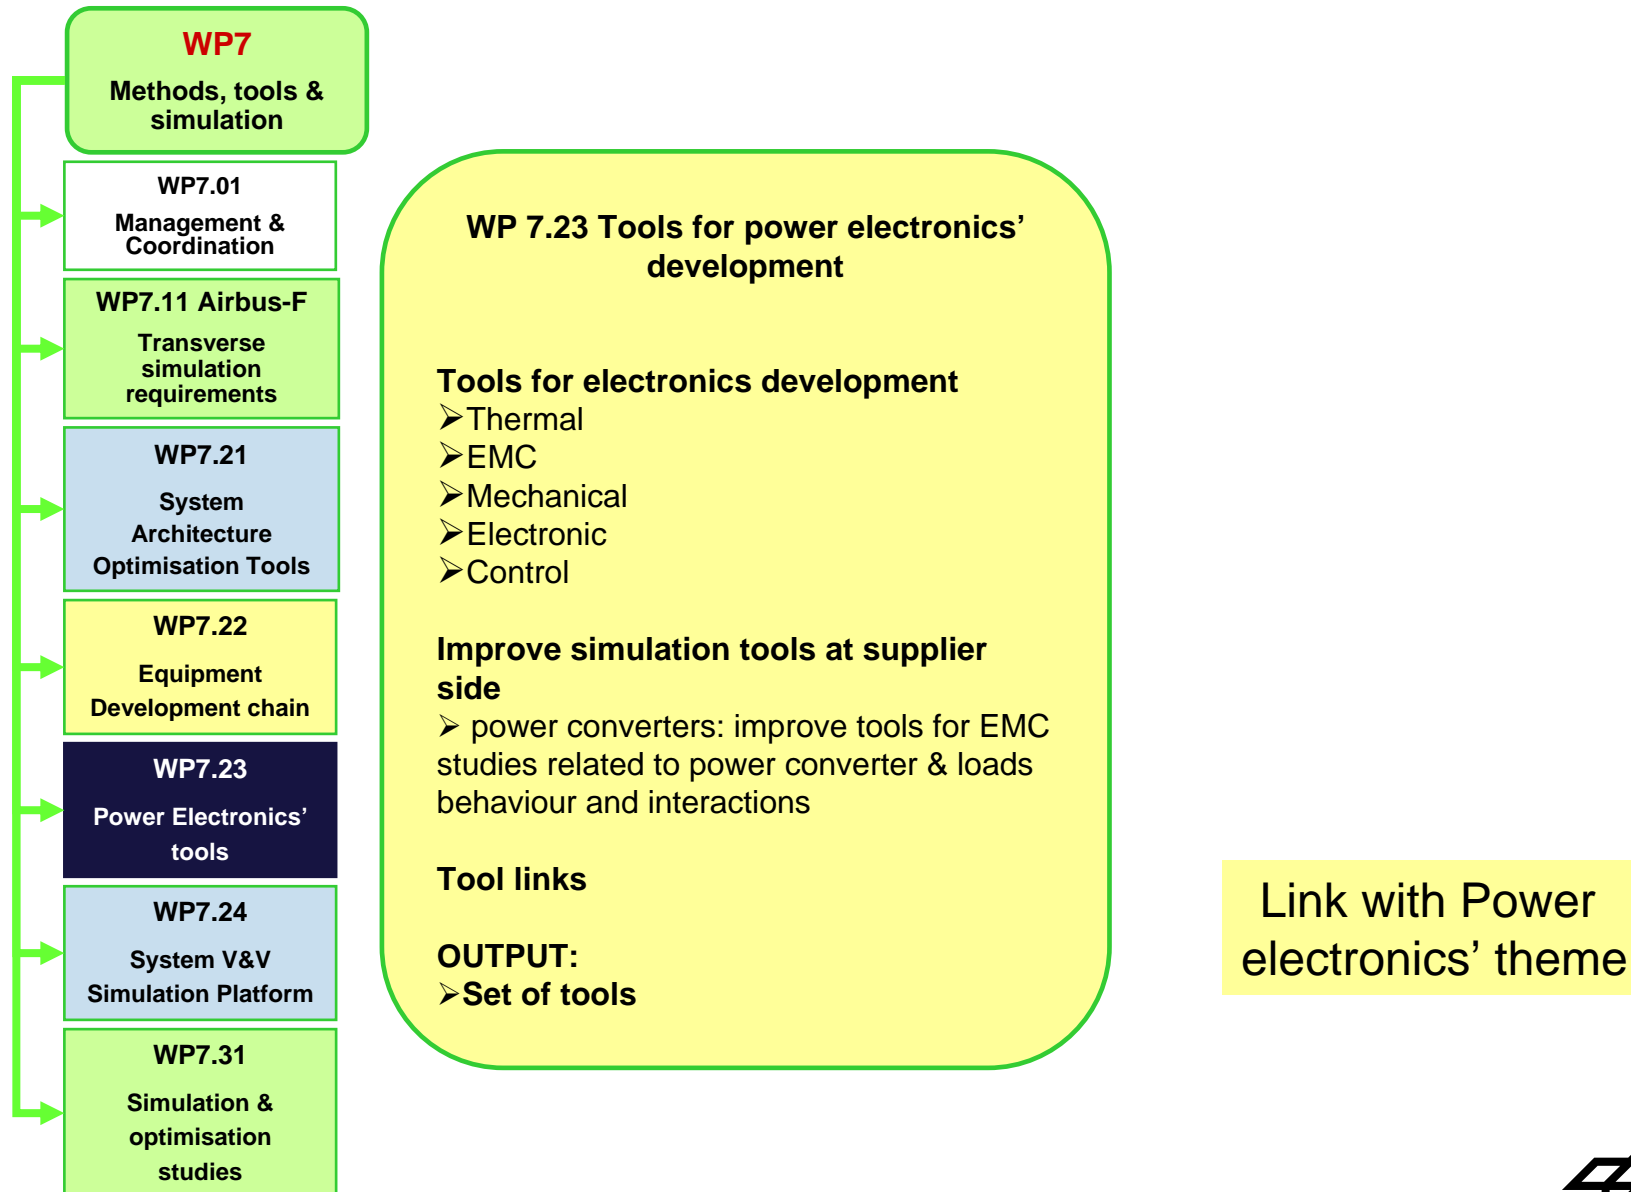 WP7
Methods, tools &
simulation
WP7.01
Management &
Coordination
WP7.11 Airbus-F
Transverse
simulation
requirements
WP7.21
System
Architecture
Optimisation Tools
WP7.22
Equipment
Development chain
WP7.23
Power Electronics’
tools
WP7.24
System V&V
Simulation Platform
WP7.31
Simulation &
optimisation
studies
WP 7.23 Tools for power electronics’
development
Tools for electronics development
➢Thermal
➢EMC
➢Mechanical
➢Electronic
➢Control
Improve simulation tools at supplier
side
➢ power converters: improve tools for EMC
studies related to power converter & loads
behaviour and interactions
Tool links
OUTPUT:
➢Set of tools
Link with Power
electronics’ theme